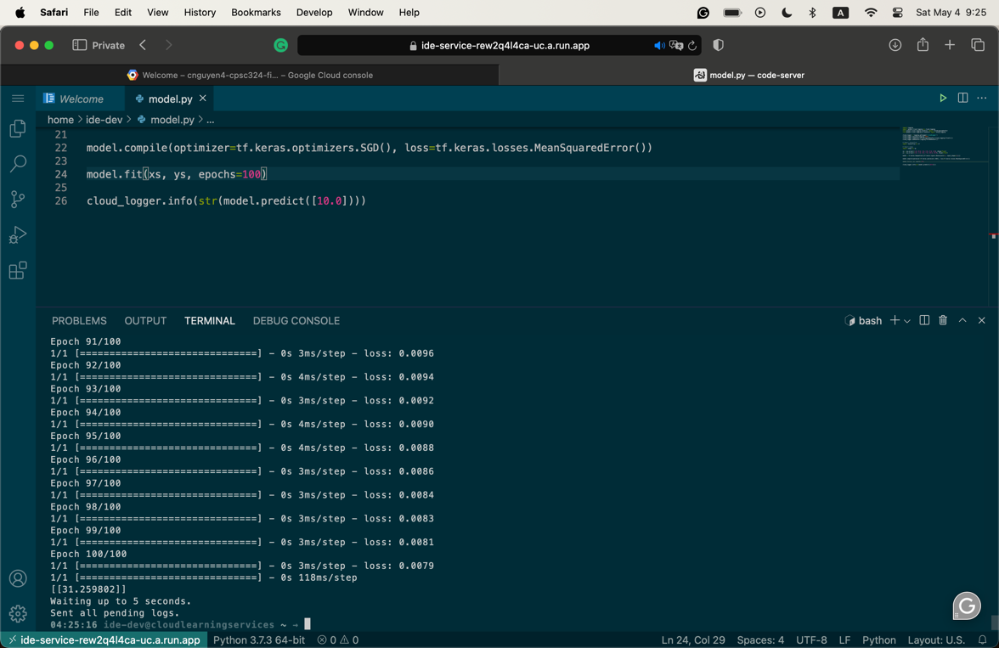 Safari File Edit View History Bookmarks Develop Window Help A Sat May 4 9:25
Private ide-service-rew2q4l4ca-uc.a.run.app
Welcome – cnguyen4-cpsc324-fi... – Google Cloud console model.py — code-server
Welcome model.py
home > ide-dev > model.py > ...
21
22 model.compile(optimizer=tf.keras.optimizers.SGD(), loss=tf.keras.losses.MeanSquaredError())
23
24 model.fit(xs, ys, epochs=100)
25
26 cloud_logger.info(str(model.predict([10.0])))
PROBLEMS OUTPUT TERMINAL DEBUG CONSOLE bash
Epoch 91/100
1/1 [==============================] - 0s 3ms/step - loss: 0.0096
Epoch 92/100
1/1 [==============================] - 0s 4ms/step - loss: 0.0094
Epoch 93/100
1/1 [==============================] - 0s 3ms/step - loss: 0.0092
Epoch 94/100
1/1 [==============================] - 0s 4ms/step - loss: 0.0090
Epoch 95/100
1/1 [==============================] - 0s 4ms/step - loss: 0.0088
Epoch 96/100
1/1 [==============================] - 0s 3ms/step - loss: 0.0086
Epoch 97/100
1/1 [==============================] - 0s 3ms/step - loss: 0.0084
Epoch 98/100
1/1 [==============================] - 0s 3ms/step - loss: 0.0083
Epoch 99/100
1/1 [==============================] - 0s 3ms/step - loss: 0.0081
Epoch 100/100
1/1 [==============================] - 0s 3ms/step - loss: 0.0079
1/1 [==============================] - 0s 118ms/step
[[31.259802]]
Waiting up to 5 seconds.
Sent all pending logs.
04:25:16 ide-dev@cloudlearningservices ~ →
ide-service-rew2q4l4ca-uc.a.run.app Python 3.7.3 64-bit 0 0 Ln 24, Col 29 Spaces: 4 UTF-8 LF Python Layout: U.S.